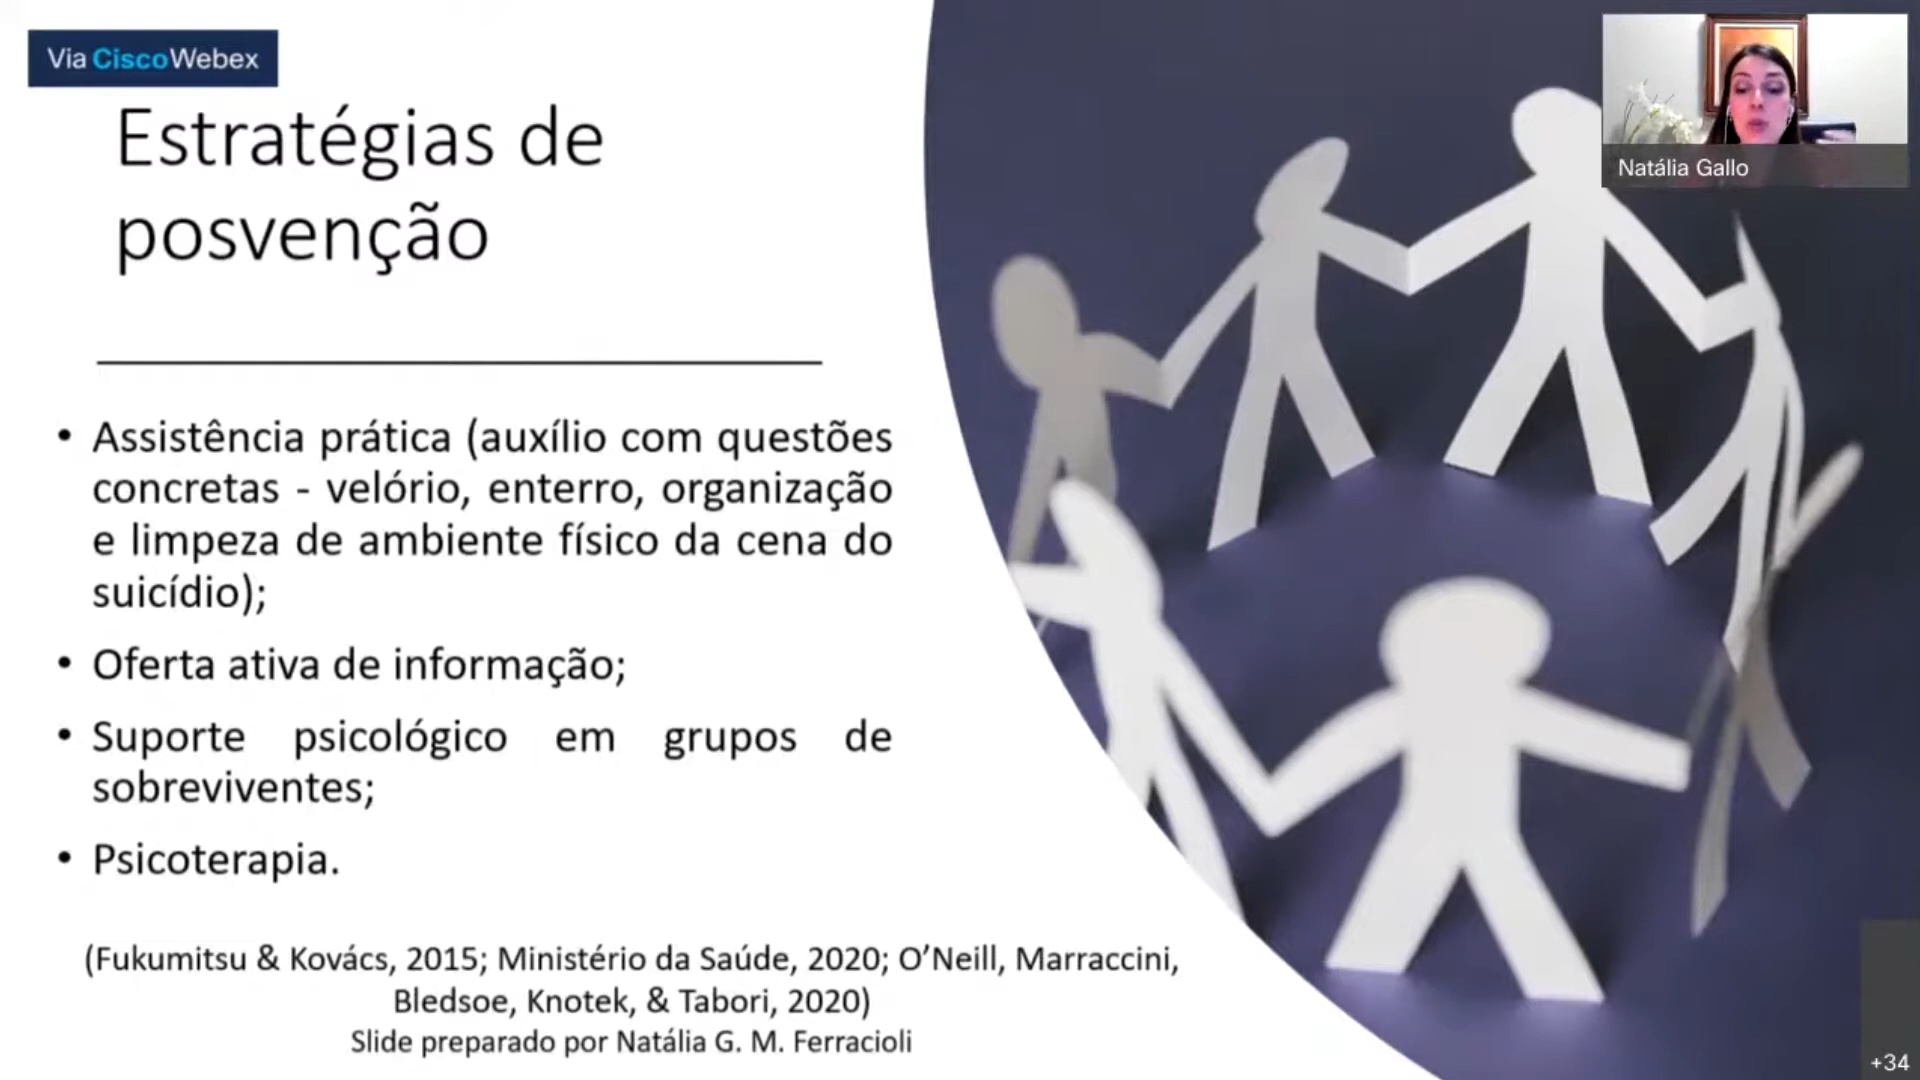 Via CiscoWebex
Estratégias de
posvenção
• Assistência prática (auxílio com questões
concretas - velório, enterro, organização
e limpeza de ambiente físico da cena do
suicídio);
• Oferta ativa de informação;
• Suporte psicológico em grupos de
sobreviventes;
• Psicoterapia.
(Fukumitsu & Kovács, 2015; Ministério da Saúde, 2020; O’Neill, Marraccini,
Bledsoe, Knotek, & Tabori, 2020)
Slide preparado por Natália G. M. Ferracioli
Natália Gallo
+34